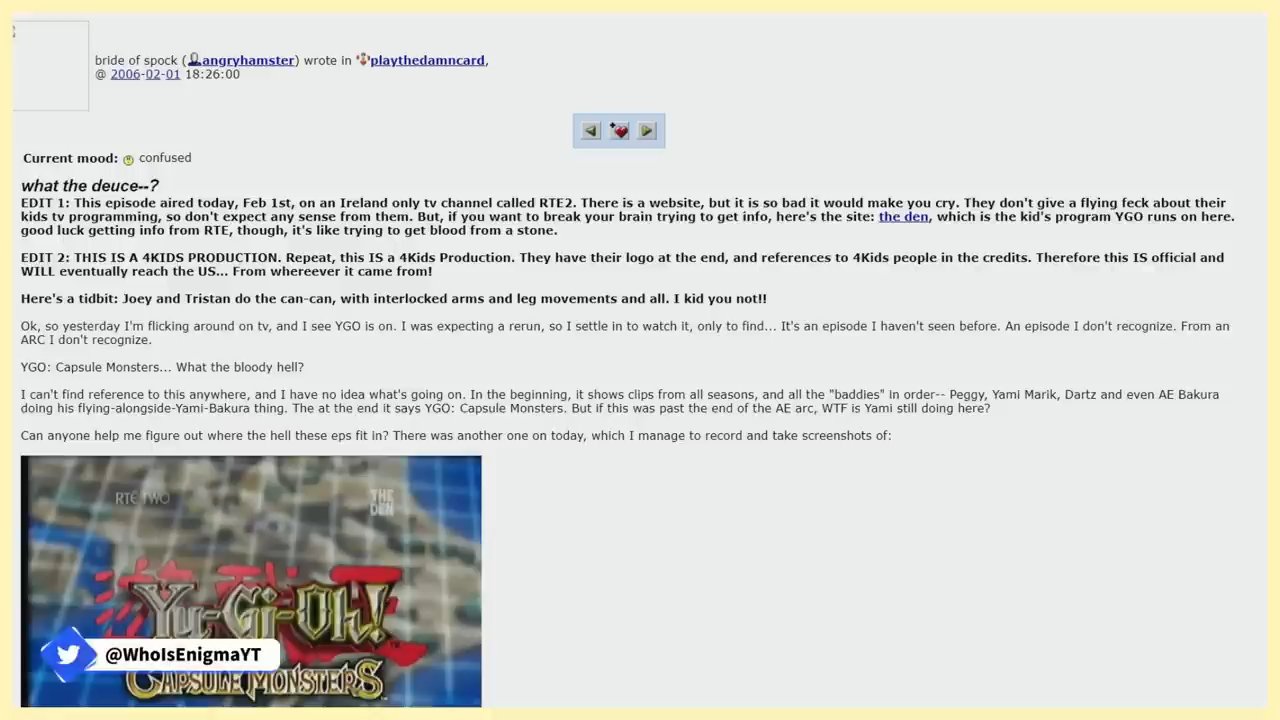 bride of spock (angryhamster) wrote in playthedamncard,
@ 2006-02-01 18:26:00
Current mood: confused
what the deuce--?
EDIT 1: This episode aired today, Feb 1st, on an Ireland only tv channel called RTE2. There is a website, but it is so bad it would make you cry. They don't give a flying feck about their
kids tv programming, so don't expect any sense from them. But, if you want to break your brain trying to get info, here's the site: the den, which is the kid's program YGO runs on here.
good luck getting info from RTE, though, it's like trying to get blood from a stone.
EDIT 2: THIS IS A 4KIDS PRODUCTION. Repeat, this IS a 4Kids Production. They have their logo at the end, and references to 4Kids people in the credits. Therefore this IS official and
WILL eventually reach the US... From whereever it came from!
Here's a tidbit: Joey and Tristan do the can-can, with interlocked arms and leg movements and all. I kid you not!!
Ok, so yesterday I'm flicking around on tv, and I see YGO is on. I was expecting a rerun, so I settle in to watch it, only to find... It's an episode I haven't seen before. An episode I don't recognize. From an
ARC I don't recognize.
YGO: Capsule Monsters... What the bloody hell?
I can't find reference to this anywhere, and I have no idea what's going on. In the beginning, it shows clips from all seasons, and all the "baddies" in order-- Peggy, Yami Marik, Dartz and even AE Bakura
doing his flying-alongside-Yami-Bakura thing. The at the end it says YGO: Capsule Monsters. But if this was past the end of the AE arc, WTF is Yami still doing here?
Can anyone help me figure out where the hell these eps fit in? There was another one on today, which I manage to record and take screenshots of:
RTE TWO
THE
DEN
Yu-Gi-Oh!
@WhoIsEnigmaYT
CAPSULE MONSTERS